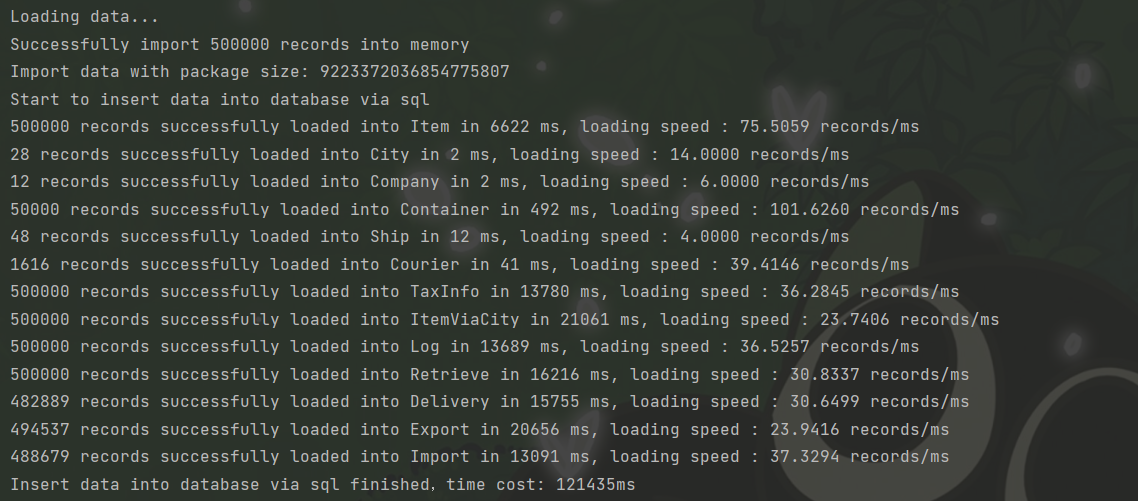 Loading data...
Successfully import 500000 records into memory
Import data with package size: 9223372036854775807
Start to insert data into database via sql
500000 records successfully loaded into Item in 6622 ms, loading speed : 75.5059 records/ms
28 records successfully loaded into City in 2 ms, loading speed : 14.0000 records/ms
12 records successfully loaded into Company in 2 ms, loading speed : 6.0000 records/ms
50000 records successfully loaded into Container in 492 ms, loading speed : 101.6260 records/ms
48 records successfully loaded into Ship in 12 ms, loading speed : 4.0000 records/ms
1616 records successfully loaded into Courier in 41 ms, loading speed : 39.4146 records/ms
500000 records successfully loaded into TaxInfo in 13780 ms, loading speed : 36.2845 records/ms
500000 records successfully loaded into ItemViaCity in 21061 ms, loading speed : 23.7406 records/ms
500000 records successfully loaded into Log in 13689 ms, loading speed : 36.5257 records/ms
500000 records successfully loaded into Retrieve in 16216 ms, loading speed : 30.8337 records/ms
482889 records successfully loaded into Delivery in 15755 ms, loading speed : 30.6499 records/ms
494537 records successfully loaded into Export in 20656 ms, loading speed : 23.9416 records/ms
488679 records successfully loaded into Import in 13091 ms, loading speed : 37.3294 records/ms
Insert data into database via sql finished, time cost: 121435ms